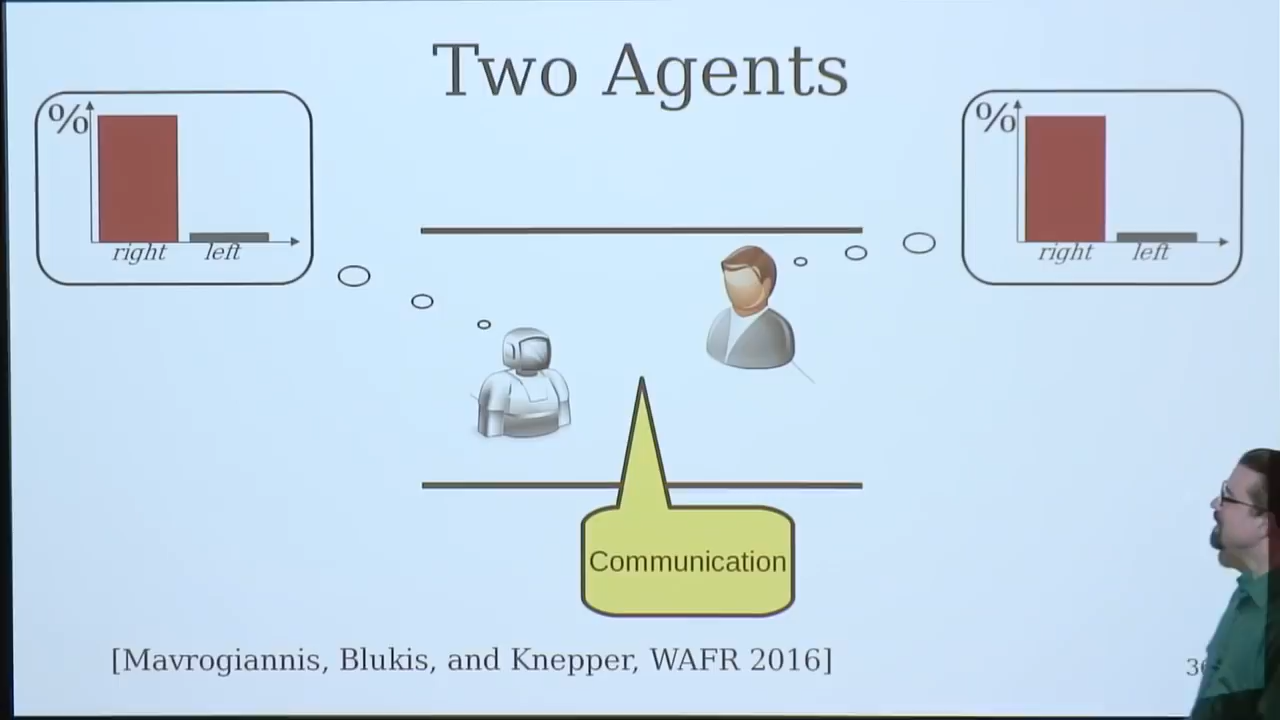 Two Agents
%
right left
%
right left
Communication
[Mavrogiannis, Blukis, and Knepper, WAFR 2016]